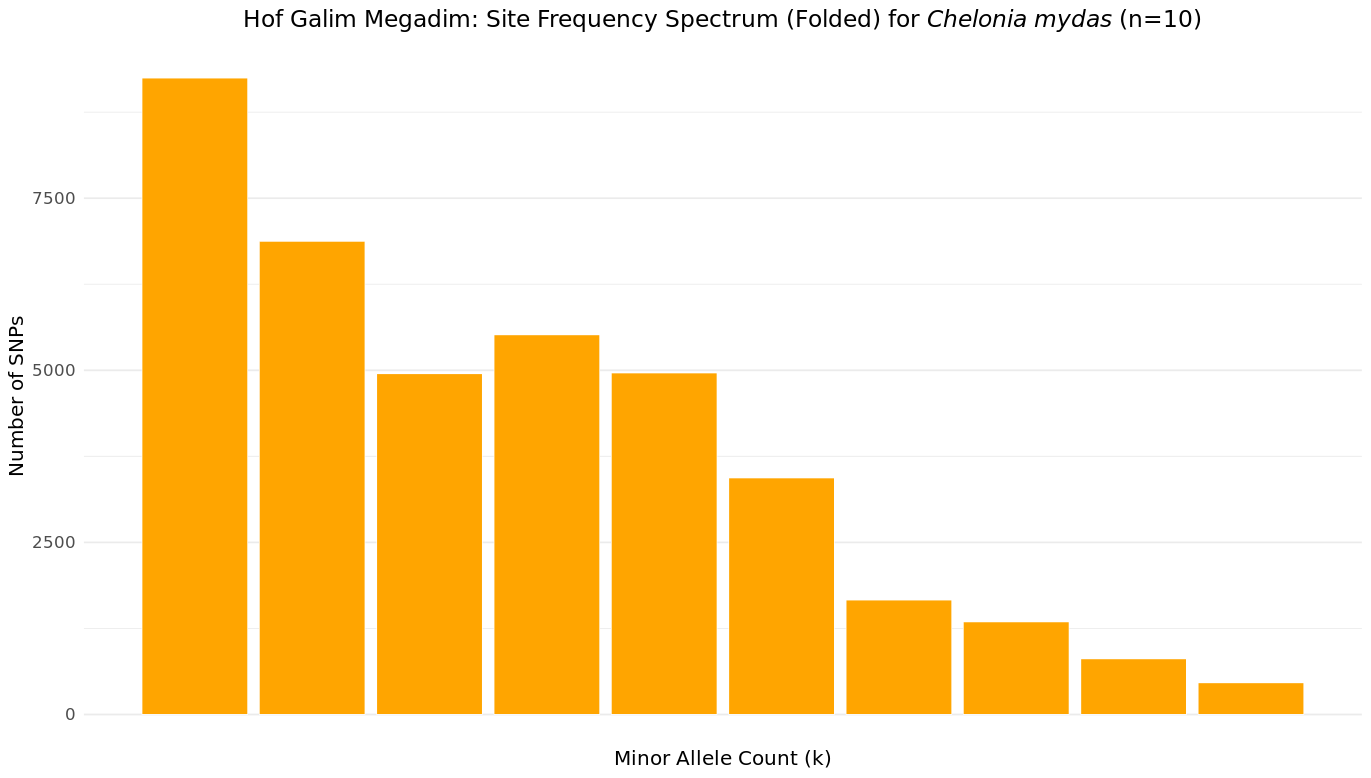 Hof Galim Megadim: Site Frequency Spectrum (Folded) for Chelonia mydas (n=10)
Number of SNPs
7500
5000
2500
0
Minor Allele Count (k)